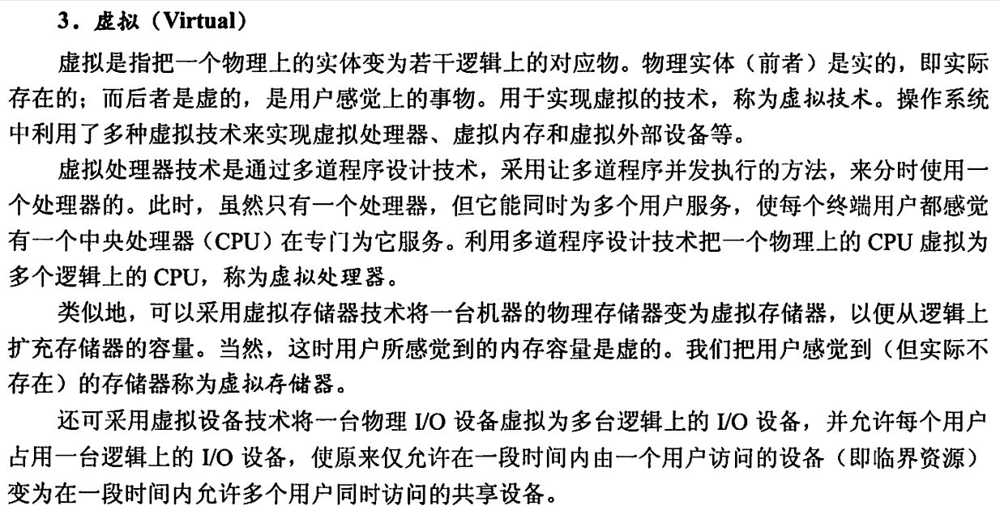 3. 虚拟（Virtual）
虚拟是指把一个物理上的实体变为若干逻辑上的对应物。物理实体（前者）是实的，即实际
存在的；而后者是虚的，是用户感觉上的事物。用于实现虚拟的技术，称为虚拟技术。操作系统
中利用了多种虚拟技术来实现虚拟处理器、虚拟内存和虚拟外部设备等。
虚拟处理器技术是通过多道程序设计技术，采用让多道程序并发执行的方法，来分时使用一
个处理器的。此时，虽然只有一个处理器，但它能同时为多个用户服务，使每个终端用户都感觉
有一个中央处理器（CPU）在专门为它服务。利用多道程序设计技术把一个物理上的 CPU 虚拟为
多个逻辑上的 CPU，称为虚拟处理器。
类似地，可以采用虚拟存储器技术将一台机器的物理存储器变为虚拟存储器，以便从逻辑上
扩充存储器的容量。当然，这时用户所感觉到的内存容量是虚的。我们把用户感觉到（但实际不
存在）的存储器称为虚拟存储器。
还可采用虚拟设备技术将一台物理 I/O 设备虚拟为多台逻辑上的 I/O 设备，并允许每个用户
占用一台逻辑上的 I/O 设备，使原来仅允许在一段时间内由一个用户访问的设备（即临界资源）
变为在一段时间内允许多个用户同时访问的共享设备。